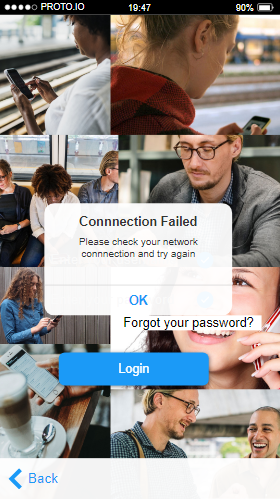 PROTO.IO 19:47 90%
Connnection Failed
Please check your network
connnection and try again
OK
Forgot your password?
Login
Back